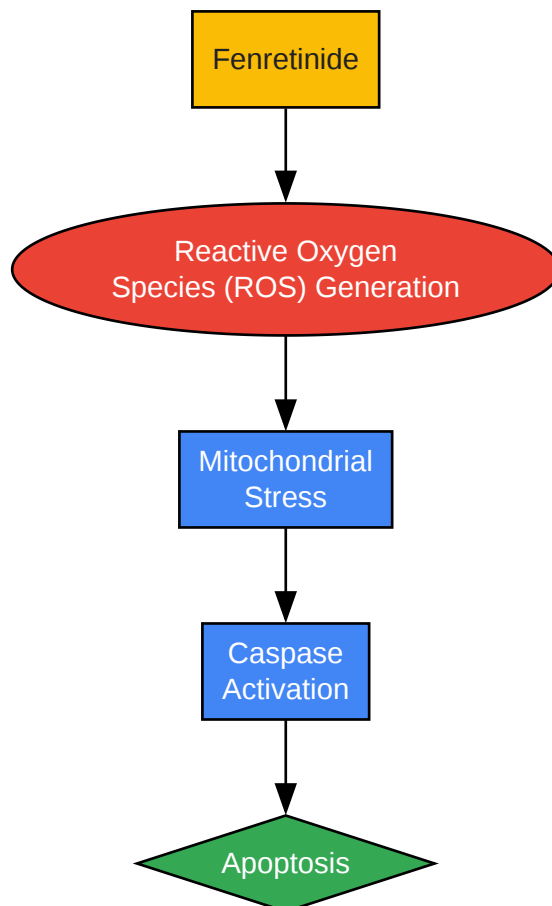 Fenretinide
Reactive Oxygen
Species (ROS) Generation
Mitochondrial
Stress
Caspase
Activation
Apoptosis